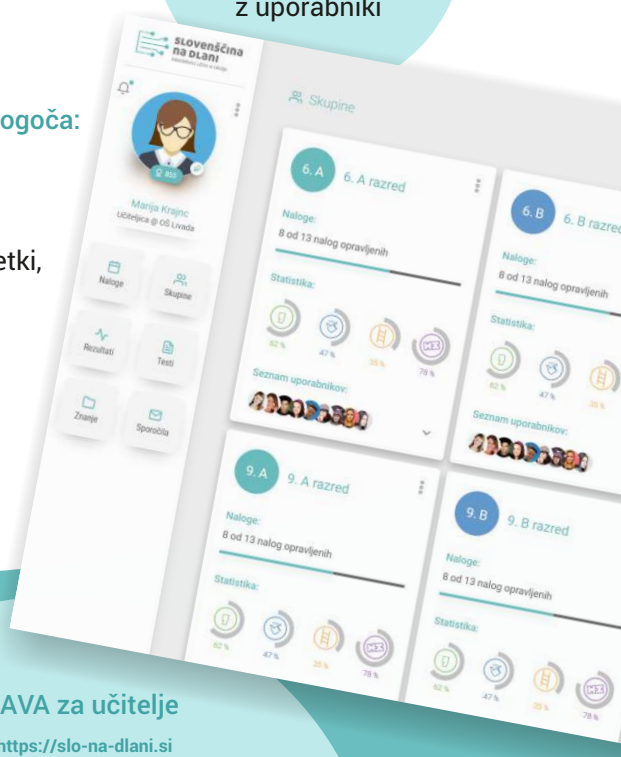 z uporabniki
ogoča:
etki,
SLOVENŠČINA
NA DLANI
Skupine
Marija Krajnc
Učiteljica @ OŠ Livada
Naloge
Skupine
Rezultati
Testi
Znanje
Sporočila
6. A
6. A razred
Naloge:
8 od 13 nalog opravljenih
Statistika:
62 %
47 %
35 %
78 %
Seznam uporabnikov:
6. B
6. B razred
Naloge:
8 od 13 nalog opravljenih
Statistika:
62 %
47 %
35 %
Seznam uporabnikov:
9. A
9. A razred
Naloge:
8 od 13 nalog opravljenih
Statistika:
62 %
47 %
35 %
78 %
9. B
9. B razred
Naloge:
8 od 13 nalog opravljenih
Statistika:
62 %
47 %
35 %
78 %
AVA za učitelje
https://slo-na-dlani.si